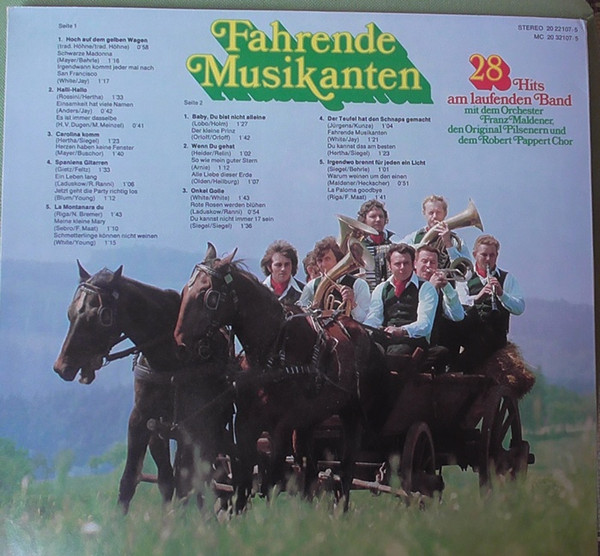 Seite 1
1. Hoch auf dem gelben Wagen
(trad. Höhne/trad. Höhne) 0'58
Schwarze Madonna
(Mayer/Behrle) 1'16
Irgendwann kommt jeder mal nach
San Francisco
(White/Jay) 1'17
2. Halli-Hallo
(Rossini/Hertha) 1'33
Einsamkeit hat viele Namen
(Anders/Jay) 0'42
Es ist immer dasselbe
(H.V. Dugen/M. Meincel) 0'41
3. Carolina komm
(Hertha/Siegel) 1'23
Herzen haben keine Fenster
(Mayer/Buschor) 1'40
4. Spaniens Gitarren
(Gietz/Feltz) 1'33
Ein Leben lang
(Laduskow/R. Ranni) 1'06
Jetzt geht die Party richtig los
(Blum/Young) 1'12
5. La Montanara du
(Riga/N. Bremer) 1'43
Meine kleine Mary
(Sebro/F. Maat) 1'10
Schmetterlinge können nicht weinen
(White/Young) 1'15
Fahrende
Musikanten
Seite 2
1. Baby, Du bist nicht alleine
(Lobo/Holm) 1'27
Der kleine Prinz
(Orloff/Orloff) 1'42
2. Wenn Du gehst
(Heider/Relin) 1'02
So wie mein guter Stern
(Arnie) 1'12
Alle Liebe dieser Erde
(Olden/Heilburg) 1'07
3. Onkel Golle
(White/White) 1'43
Rote Rosen werden blühen
(Laduskow/Ranni)
0'54
Du kannst nicht immer 17 sein
(Siegel/Siegel) 1'36
4. Der Teufel hat den Schnaps gemacht
(Jürgens/Kunze) 1'04
Fahrende Musikanten
(White/Jay) 1'21
Du kannst das am besten
(Hertha/Siegel) 1'23
5. Irgendwo brennt für jeden ein Licht
(Siegel/Behrle) 1'01
Warum weinen um den einen
(Maldener/Heckscher) 0'51
La Paloma goodbye
(Riga/F. Maat) 1'41
STEREO 20 22107-5
MC 20 32107-5
28 Hits
am laufenden Band
mit dem Orchester
Franz Maldener,
den Original Pilsenern und
dem Robert Pappert Chor